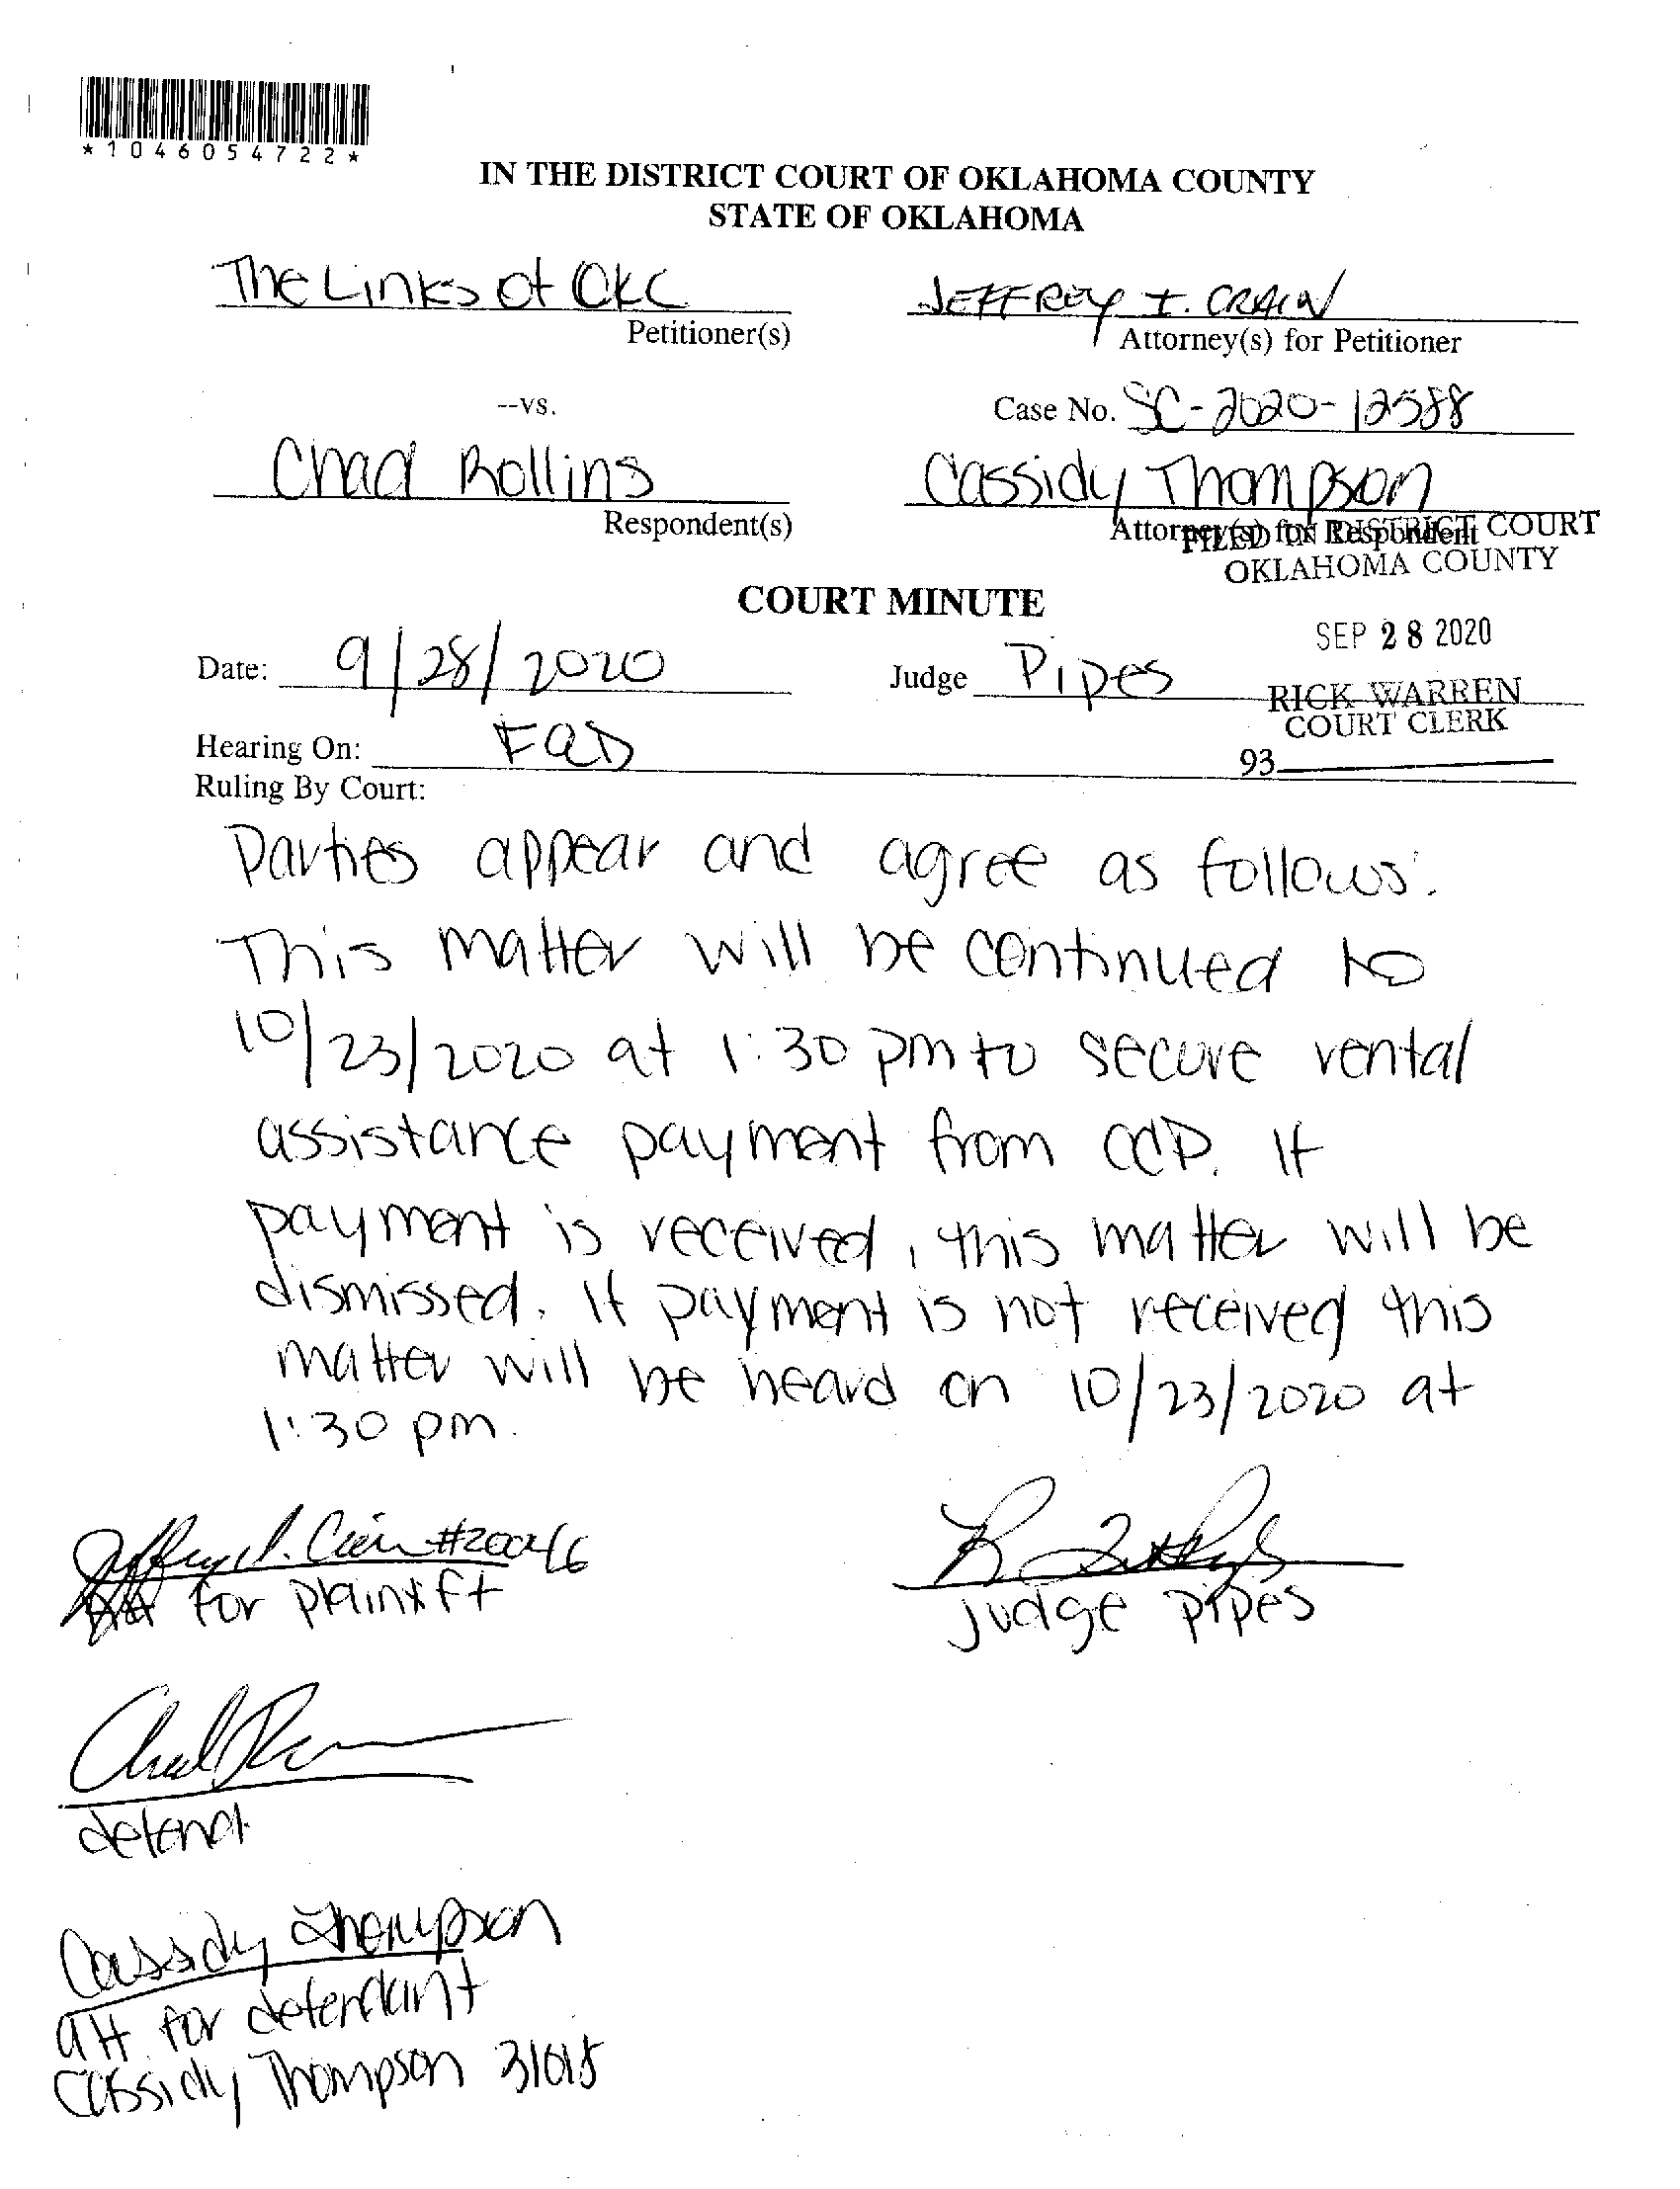 *1046054722*
IN THE DISTRICT COURT OF OKLAHOMA COUNTY
STATE OF OKLAHOMA
The Links of OKC
Petitioner(s)
JEFFREY I. CRAIN
Attorney(s) for Petitioner
--vs.
Case No. SC-2020-12588
Chad Rollins
Respondent(s)
Cassidy Thompson
Attorney(s) for Respondent
FILED IN DISTRICT COURT
OKLAHOMA COUNTY
COURT MINUTE
SEP 28 2020
Date: 9/28/2020
Judge Pipes
RICK WARREN
COURT CLERK
Hearing On: F&D
93
Ruling By Court:
Parties appear and agree as follows:
This matter will be continued to
10/23/2020 at 1:30 pm to secure rental
assistance payment from CCP. If
payment is received, this matter will be
dismissed. If payment is not received this
matter will be heard on 10/23/2020 at
1:30 pm.
Jeffrey I. Crain
for plaintiff
Judge Pipes
defend
Cassidy Thompson
att. for defendant
Cassidy Thompson 31015